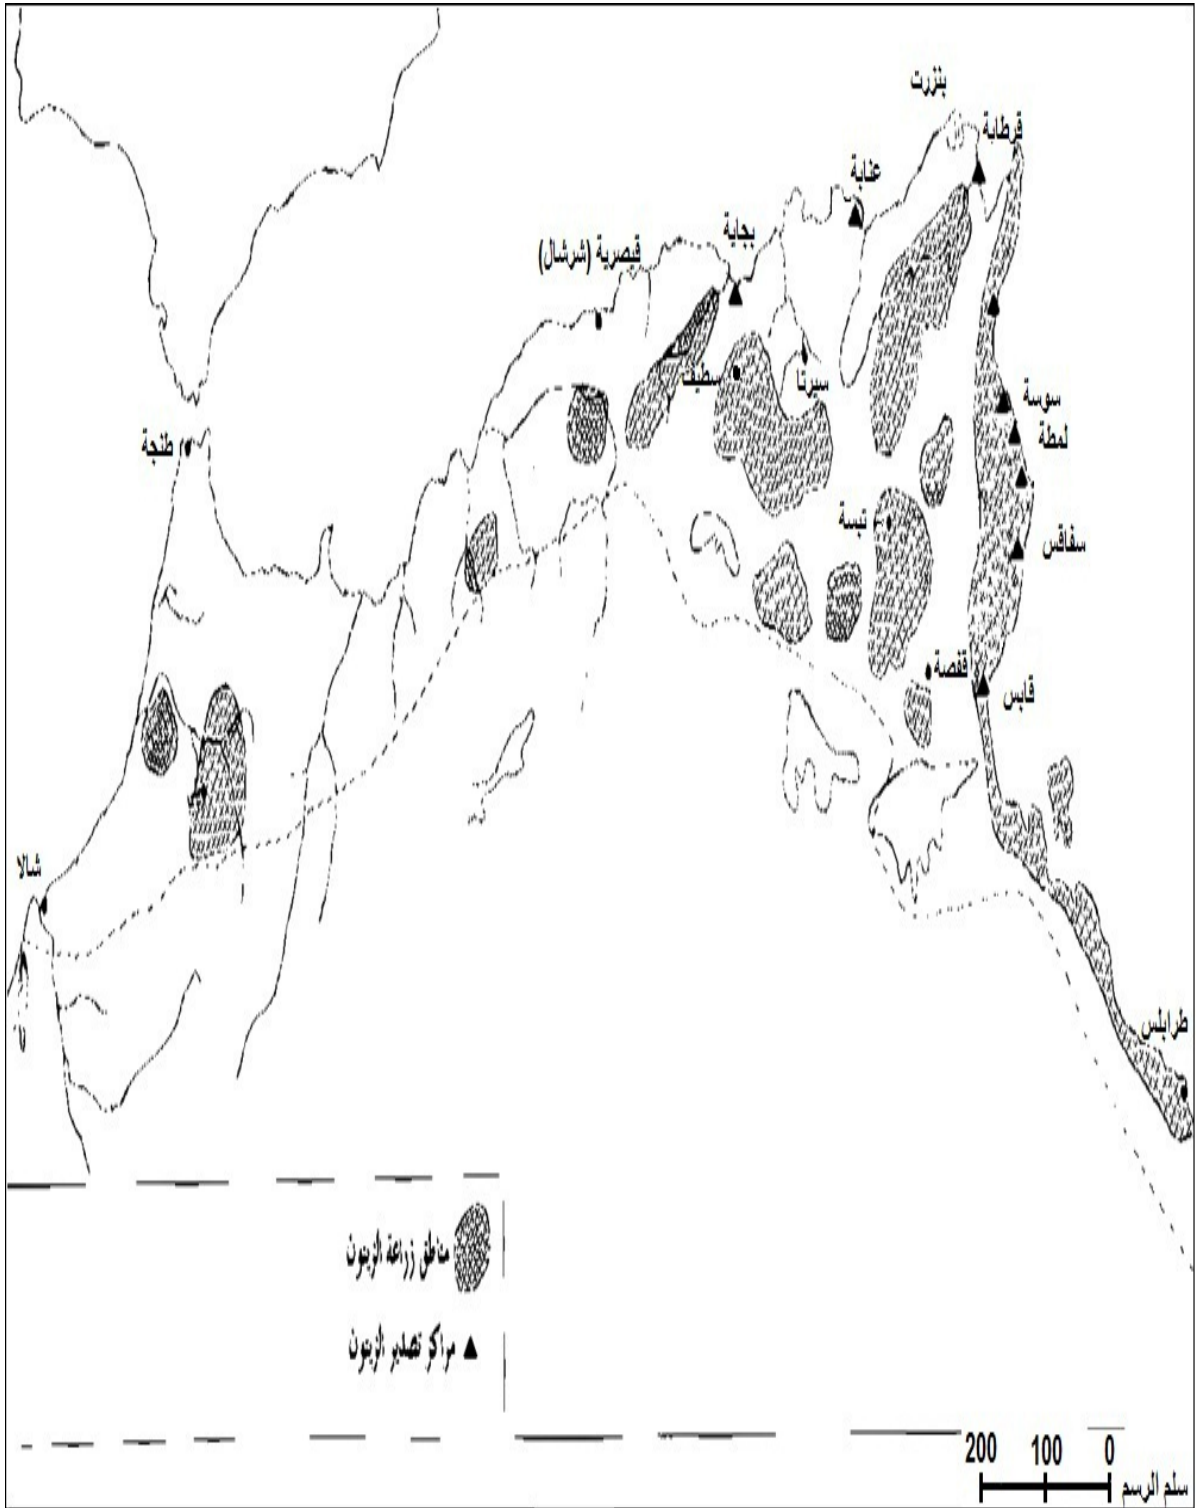 بنزرت
قرطابة
عنابة
بجاية
قيصرية (شرشال)
سطيف
سيرتا
سوسة
لمطة
طنجة
تبسة
سفاقس
قفصة
قابس
شالا
طرابلس
مناطق زراعة الزيتون
مراكز تصدير الزيتون
200 100 0
سلم الرسم